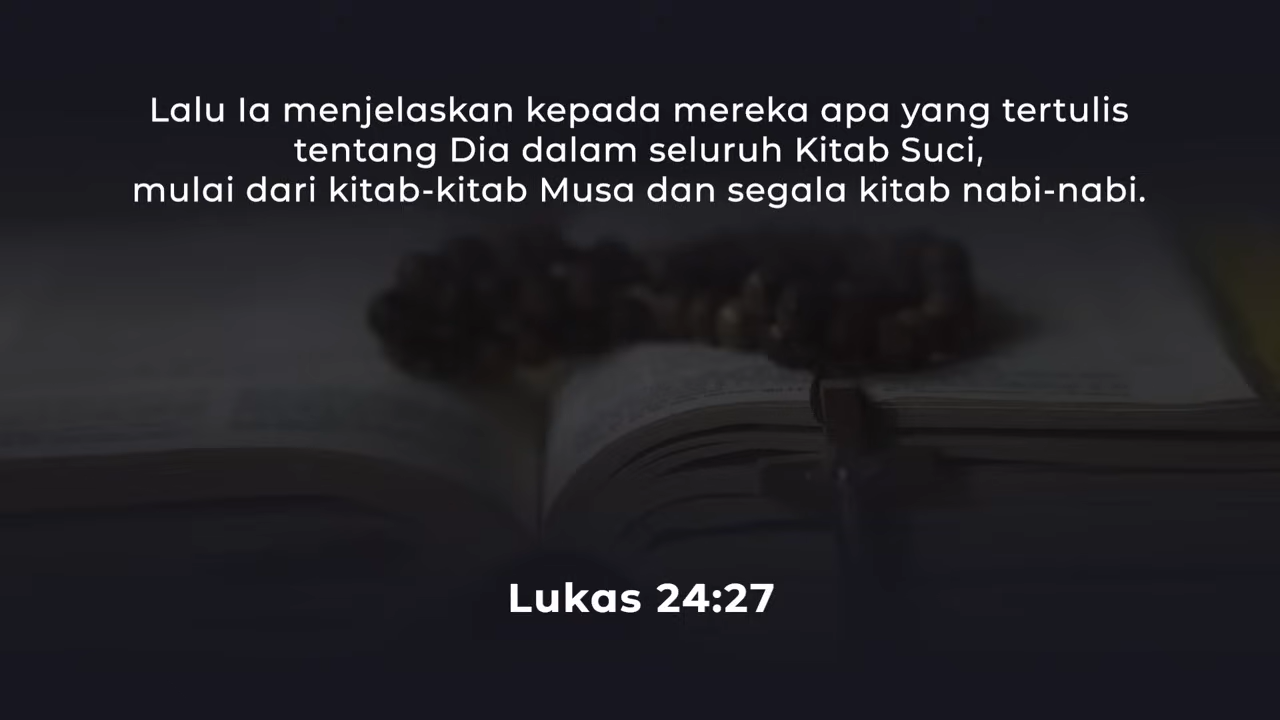 Lalu Ia menjelaskan kepada mereka apa yang tertulis
tentang Dia dalam seluruh Kitab Suci,
mulai dari kitab-kitab Musa dan segala kitab nabi-nabi.
Lukas 24:27